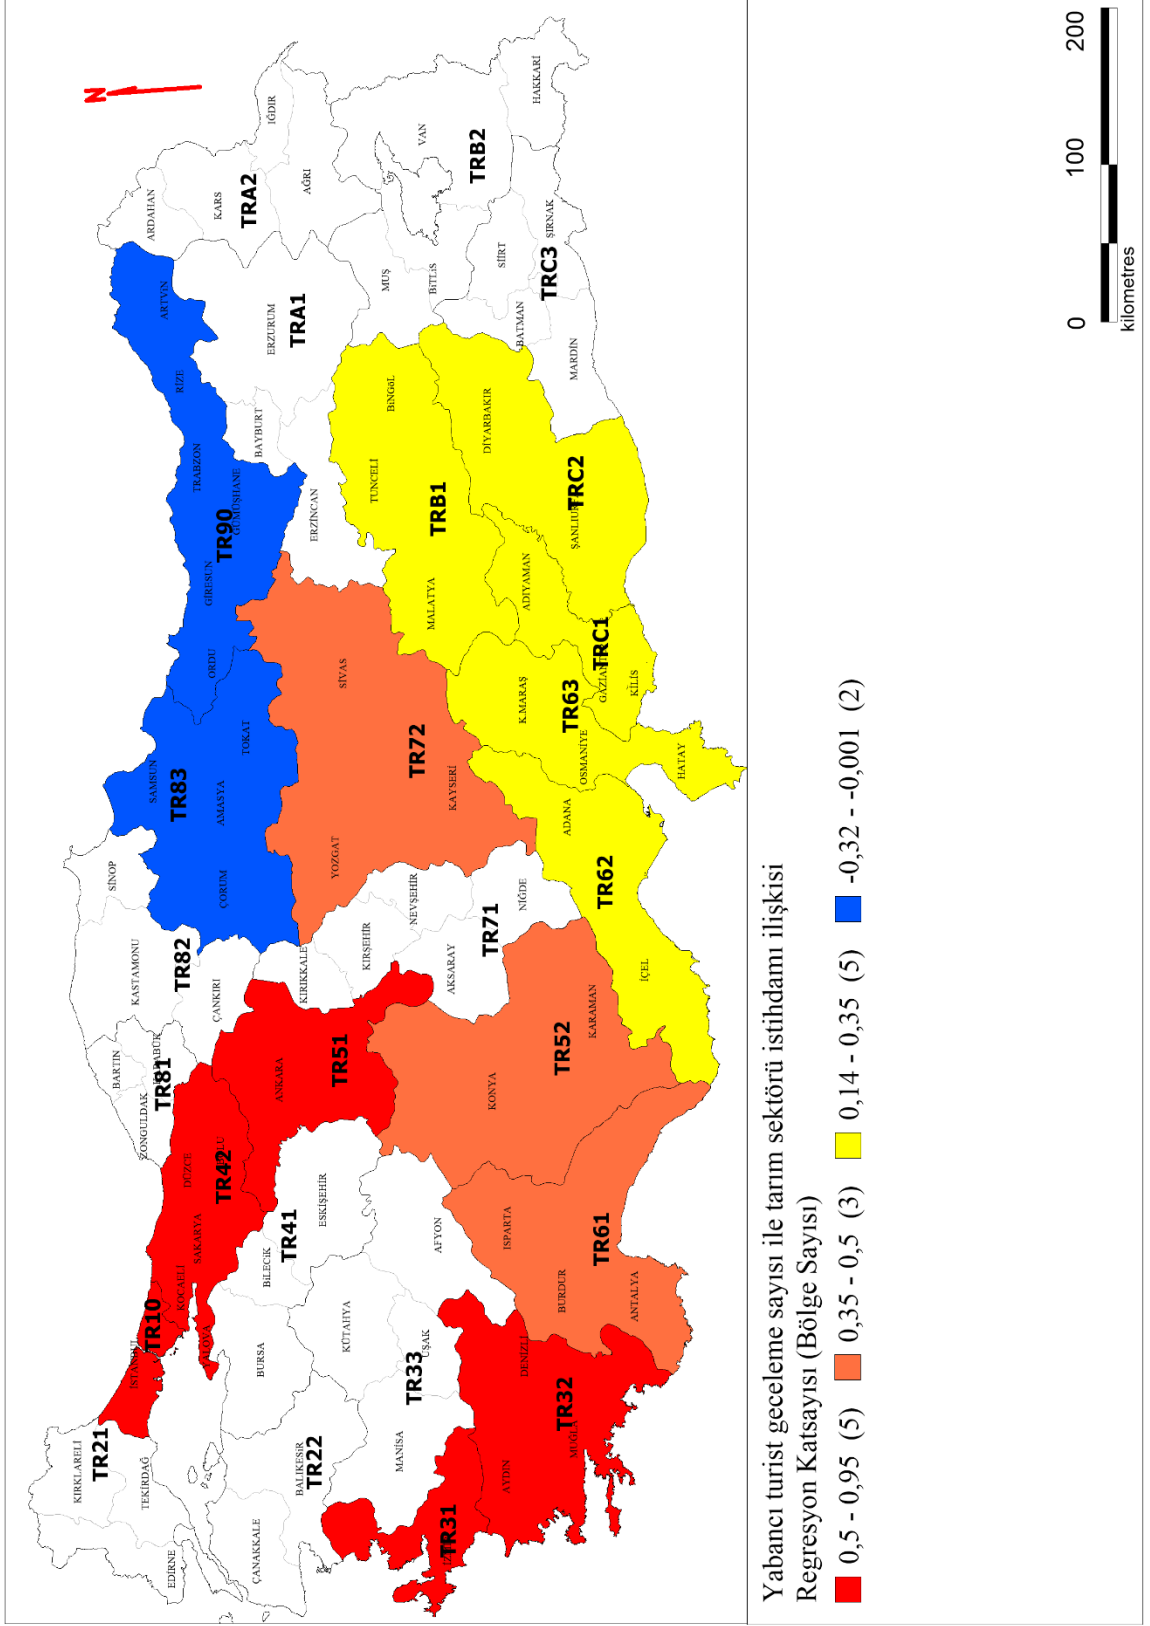 KIRKLARELİ
TR21
TEKİRDAĞ
EDİRNE
İSTANBUL
TR10
KOCAELİ
YALOVA
SAKARYA
DÜZCE
TR42
ZONGULDAK
BARTIN
TR81
KASTAMONU
TR82
ÇANKIRI
SİNOP
SAMSUN
TR83
ÇORUM
AMASYA
TOKAT
ORDU
GİRESUN
TR90
GÜMÜŞHANE
TRABZON
RİZE
ARTVİN
ARDAHAN
KARS
TRA2
IĞDIR
AĞRI
N
BAYBURT
ERZURUM
TRA1
ERZİNCAN
ÇANAKKALE
BALIKESİR
TR22
BURSA
BİLECİK
TR41
ESKİŞEHİR
KÜTAHYA
ANKARA
TR51
KIRIKKALE
KIRŞEHİR
YOZGAT
SİVAS
TR72
KAYSERİ
TUNCELİ
BİNGöL
TRB1
MALATYA
MUŞ
BİTLİS
VAN
TRB2
HAKKARİ
MANİSA
TR33
UŞAK
AFYON
TR31
AYDIN
DENİZLİ
TR32
MUĞLA
ISPARTA
BURDUR
TR61
ANTALYA
KONYA
TR52
KARAMAN
AKSARAY
NEVŞEHİR
TR71
NİĞDE
İÇEL
TR62
ADANA
K.MARAŞ
TR63
OSMANİYE
HATAY
ADIYAMAN
TRC1
KİLİS
DİYARBAKIR
TRC2
BATMAN
SİİRT
TRC3
ŞIRNAK
MARDİN
Yabancı turist geceleme sayısı ile tarım sektörü istihdamı ilişkisi
Regresyon Katsayısı (Bölge Sayısı)
0,5 - 0,95 (5) 0,35 - 0,5 (3) 0,14 - 0,35 (5) -0,32 - -0,001 (2)
0 100 200
kilometres